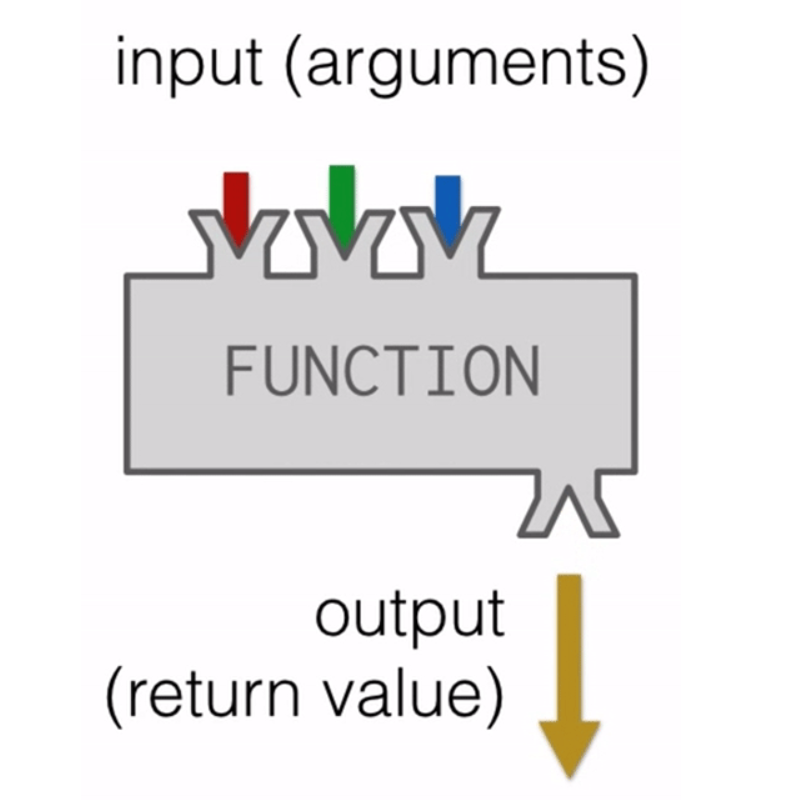 input (arguments)
FUNCTION
output
(return value)